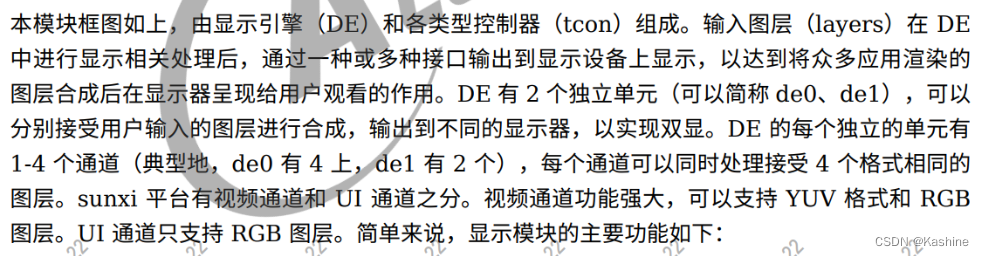 本模块框图如上，由显示引擎（DE）和各类型控制器（tcon）组成。输入图层（layers）在 DE
中进行显示相关处理后，通过一种或多种接口输出到显示设备上显示，以达到将众多应用渲染的
图层合成后在显示器呈现给用户观看的作用。DE 有 2 个独立单元（可以简称 de0、de1），可以
分别接受用户输入的图层进行合成，输出到不同的显示器，以实现双显。DE 的每个独立的单元有
1-4 个通道（典型地，de0 有 4 上，de1 有 2 个），每个通道可以同时处理接受 4 个格式相同的
图层。sunxi 平台有视频通道和 UI 通道之分。视频通道功能强大，可以支持 YUV 格式和 RGB
图层。UI 通道只支持 RGB 图层。简单来说，显示模块的主要功能如下：
22 22 22 22 22 22 22 22
CSDN @Kashine